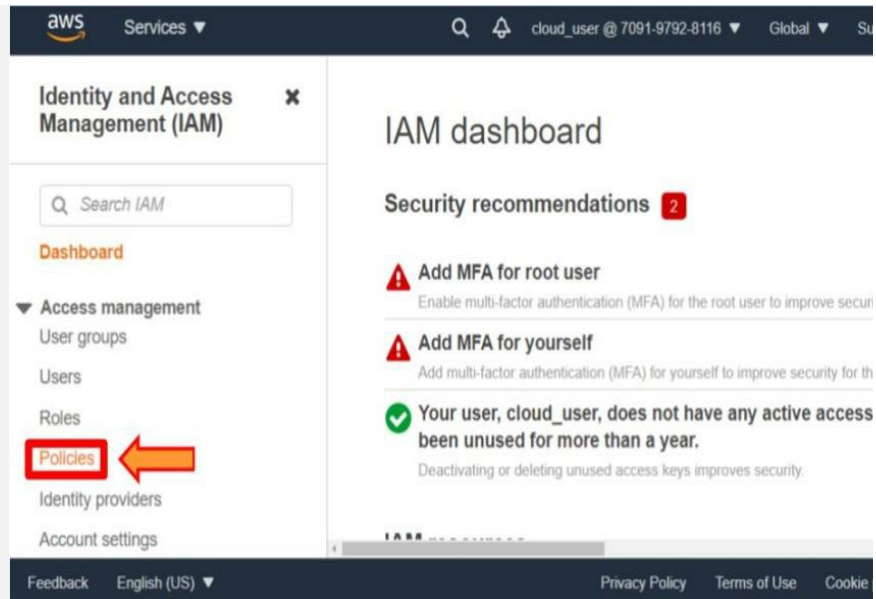 aws Services ▼ cloud_user @ 7091-9792-8116 ▼ Global ▼ Su
Identity and Access
Management (IAM)
Search IAM
Dashboard
Access management
User groups
Users
Roles
Policies
Identity providers
Account settings
IAM dashboard
Security recommendations 2
Add MFA for root user
Enable multi-factor authentication (MFA) for the root user to improve securi
Add MFA for yourself
Add multi-factor authentication (MFA) for yourself to improve security for th
Your user, cloud_user, does not have any active access
been unused for more than a year.
Deactivating or deleting unused access keys improves security.
Feedback English (US) ▼ Privacy Policy Terms of Use Cookie